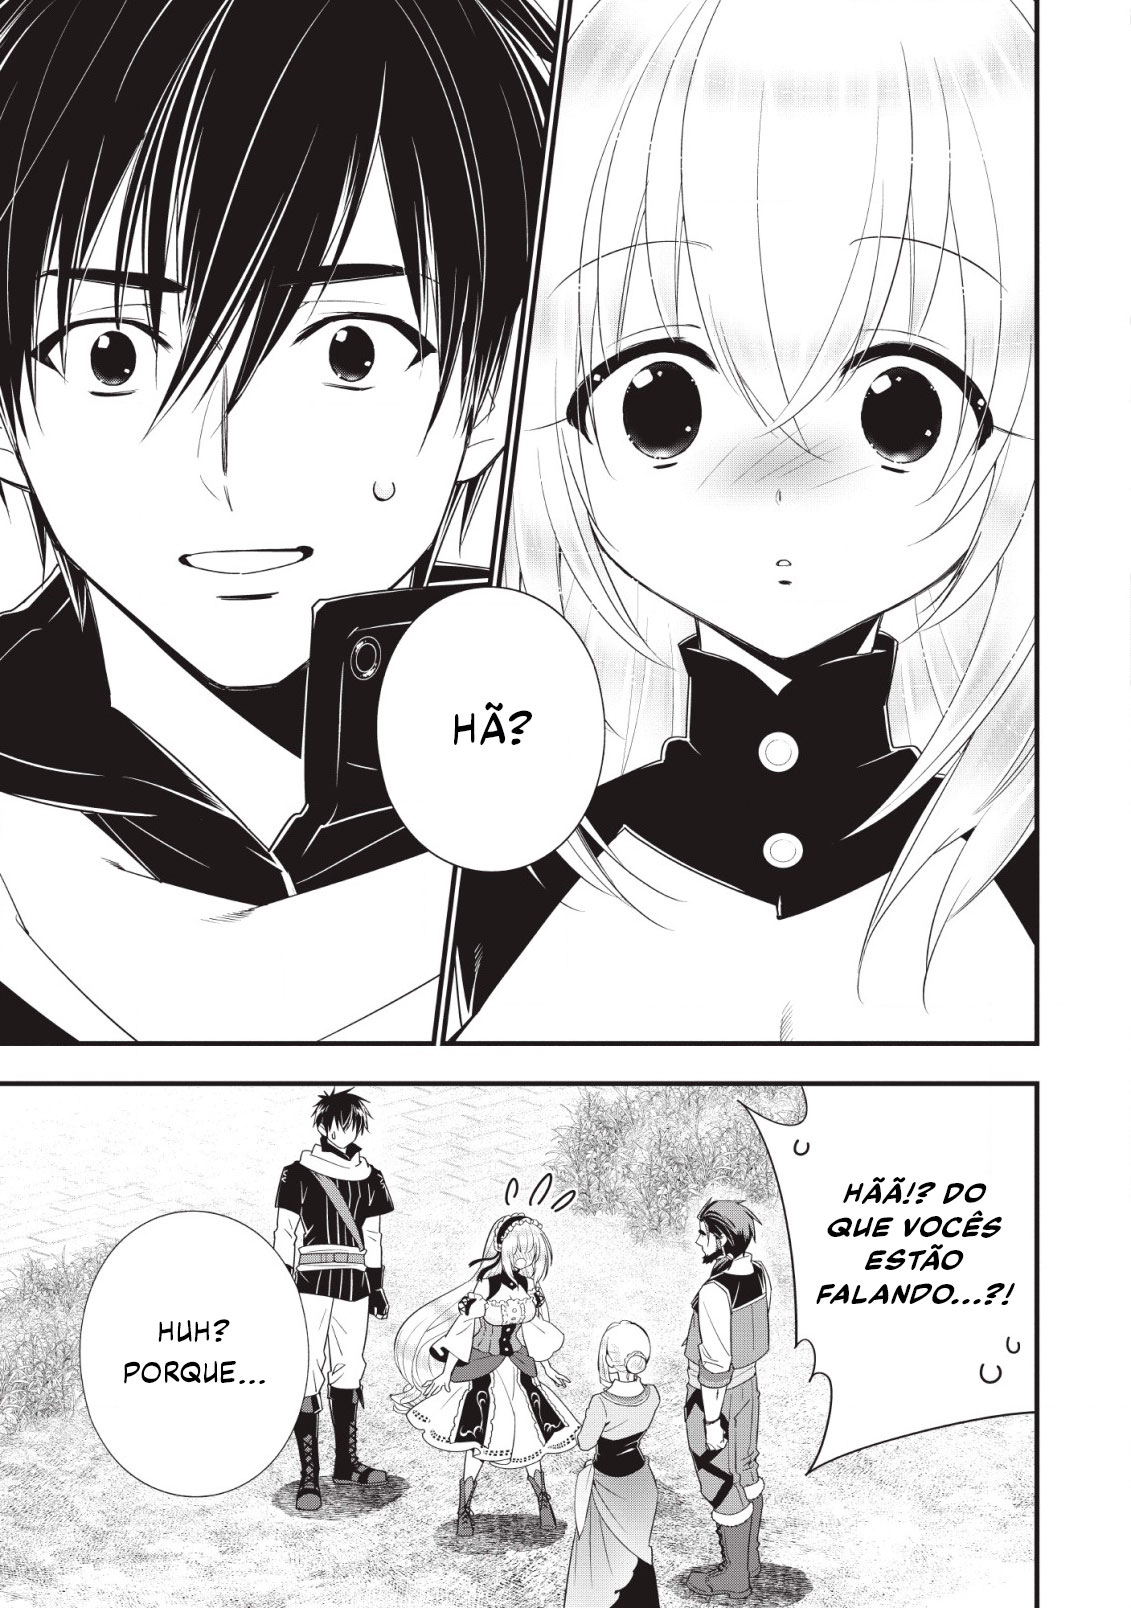 HÃ?
HÃÃ!? DO
QUE VOCÊS
ESTÃO
FALANDO...?!
HUH?
PORQUE...